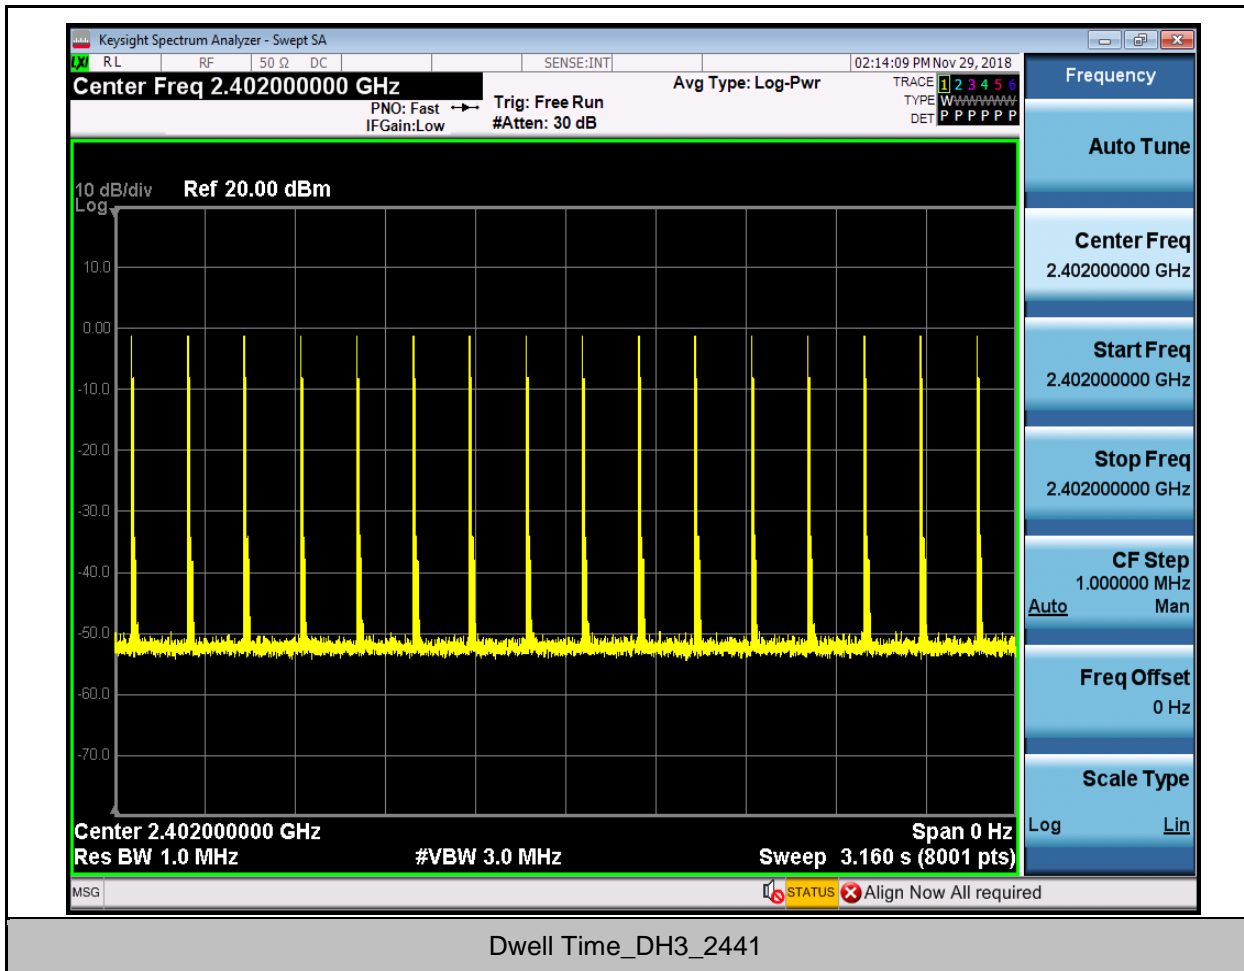 Keysight Spectrum Analyzer - Swept SA
LXI RL RF 50 Ω DC SENSE:INT 02:14:09 PM Nov 29, 2018
Center Freq 2.402000000 GHz
PNO: Fast
IFGain:Low
Trig: Free Run
#Atten: 30 dB
Avg Type: Log-Pwr
TRACE 1 2 3 4 5 6
TYPE WWWWWWW
DET P P P P P P
10 dB/div Ref 20.00 dBm
Log
10.0
0.00
-10.0
-20.0
-30.0
-40.0
-50.0
-60.0
-70.0
Center 2.402000000 GHz Span 0 Hz
Res BW 1.0 MHz #VBW 3.0 MHz Sweep 3.160 s (8001 pts)
MSG STATUS Align Now All required
Frequency
Auto Tune
Center Freq
2.402000000 GHz
Start Freq
2.402000000 GHz
Stop Freq
2.402000000 GHz
CF Step
1.000000 MHz
Auto Man
Freq Offset
0 Hz
Scale Type
Log Lin
Dwell Time_DH3_2441